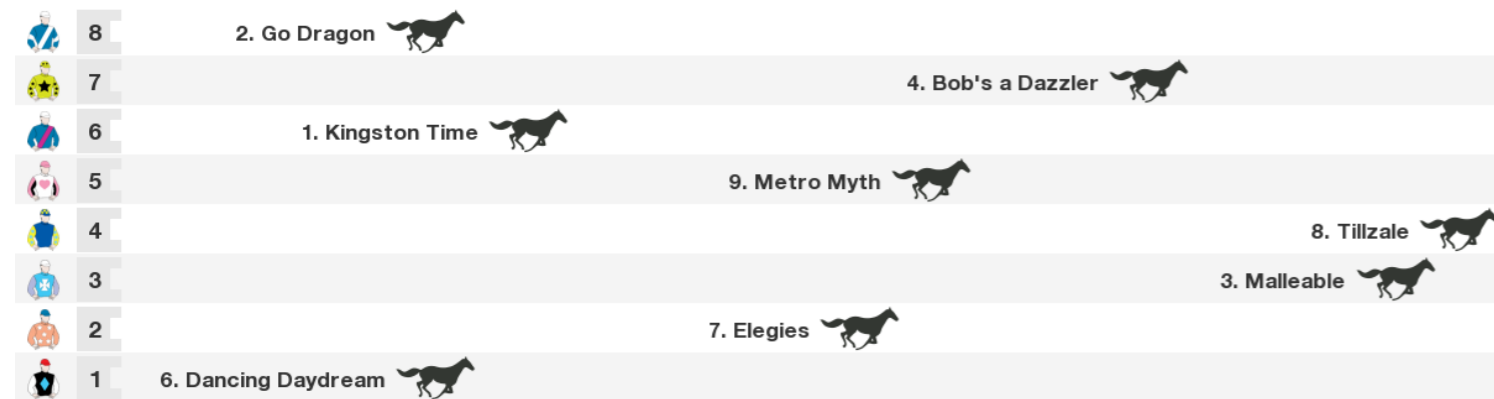 8 2. Go Dragon
7 4. Bob's a Dazzler
6 1. Kingston Time
5 9. Metro Myth
4 8. Tillzale
3 3. Malleable
2 7. Elegies
1 6. Dancing Daydream